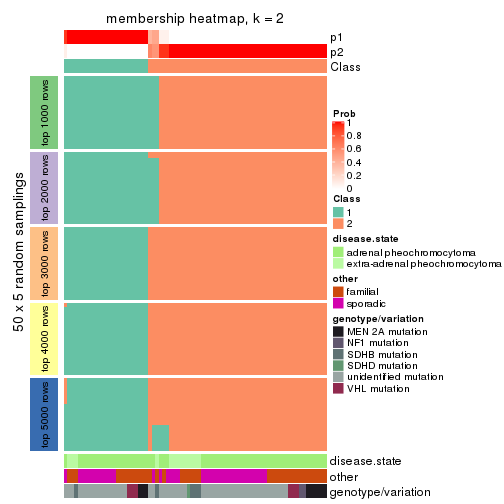 membership heatmap, k = 2
p1
p2
Class
50 x 5 random samplings
top 1000 rows
top 2000 rows
top 3000 rows
top 4000 rows
top 5000 rows
disease.state
other
genotype/variation
Prob
1
0.8
0.6
0.4
0.2
0
Class
1
2
disease.state
adrenal pheochromocytoma
extra-adrenal pheochromocytoma
other
familial
sporadic
genotype/variation
MEN 2A mutation
NF1 mutation
SDHB mutation
SDHD mutation
unidentified mutation
VHL mutation